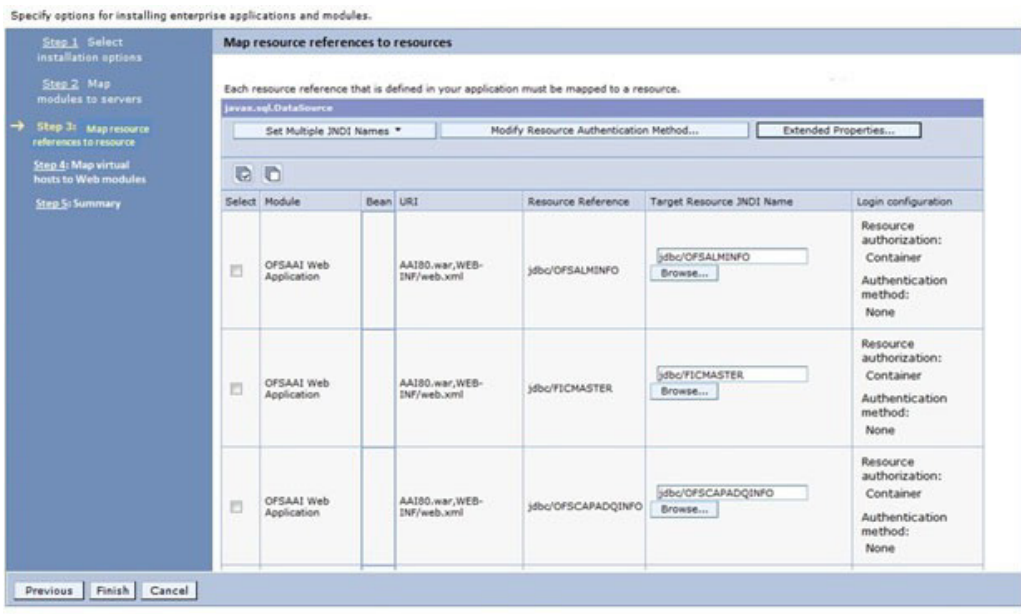 Specify options for installing enterprise applications and modules.
Step 1 Select
installation options
Step 2 Map
modules to servers
Step 3: Map resource
references to resource
Step 4: Map virtual
hosts to Web modules
Step 5: Summary
Map resource references to resources
Each resource reference that is defined in your application must be mapped to a resource.
javax.sql.DataSource
Set Multiple JNDI Names
Modify Resource Authentication Method...
Extended Properties...
Select Module Bean URI Resource Reference Target Resource JNDI Name Login configuration
OFSAAI Web
Application
AAI80.war,WEB-
INF/web.xml
jdbc/OFSALMINFO
jdbc/OFSALMINFO
Browse...
Resource
authorization:
Container
Authentication
method:
None
OFSAAI Web
Application
AAI80.war,WEB-
INF/web.xml
jdbc/FICMASTER
jdbc/FICMASTER
Browse...
Resource
authorization:
Container
Authentication
method:
None
OFSAAI Web
Application
AAI80.war,WEB-
INF/web.xml
jdbc/OFSCAPADQINFO
jdbc/OFSCAPADQINFO
Browse...
Resource
authorization:
Container
Authentication
method:
None
Previous Finish Cancel